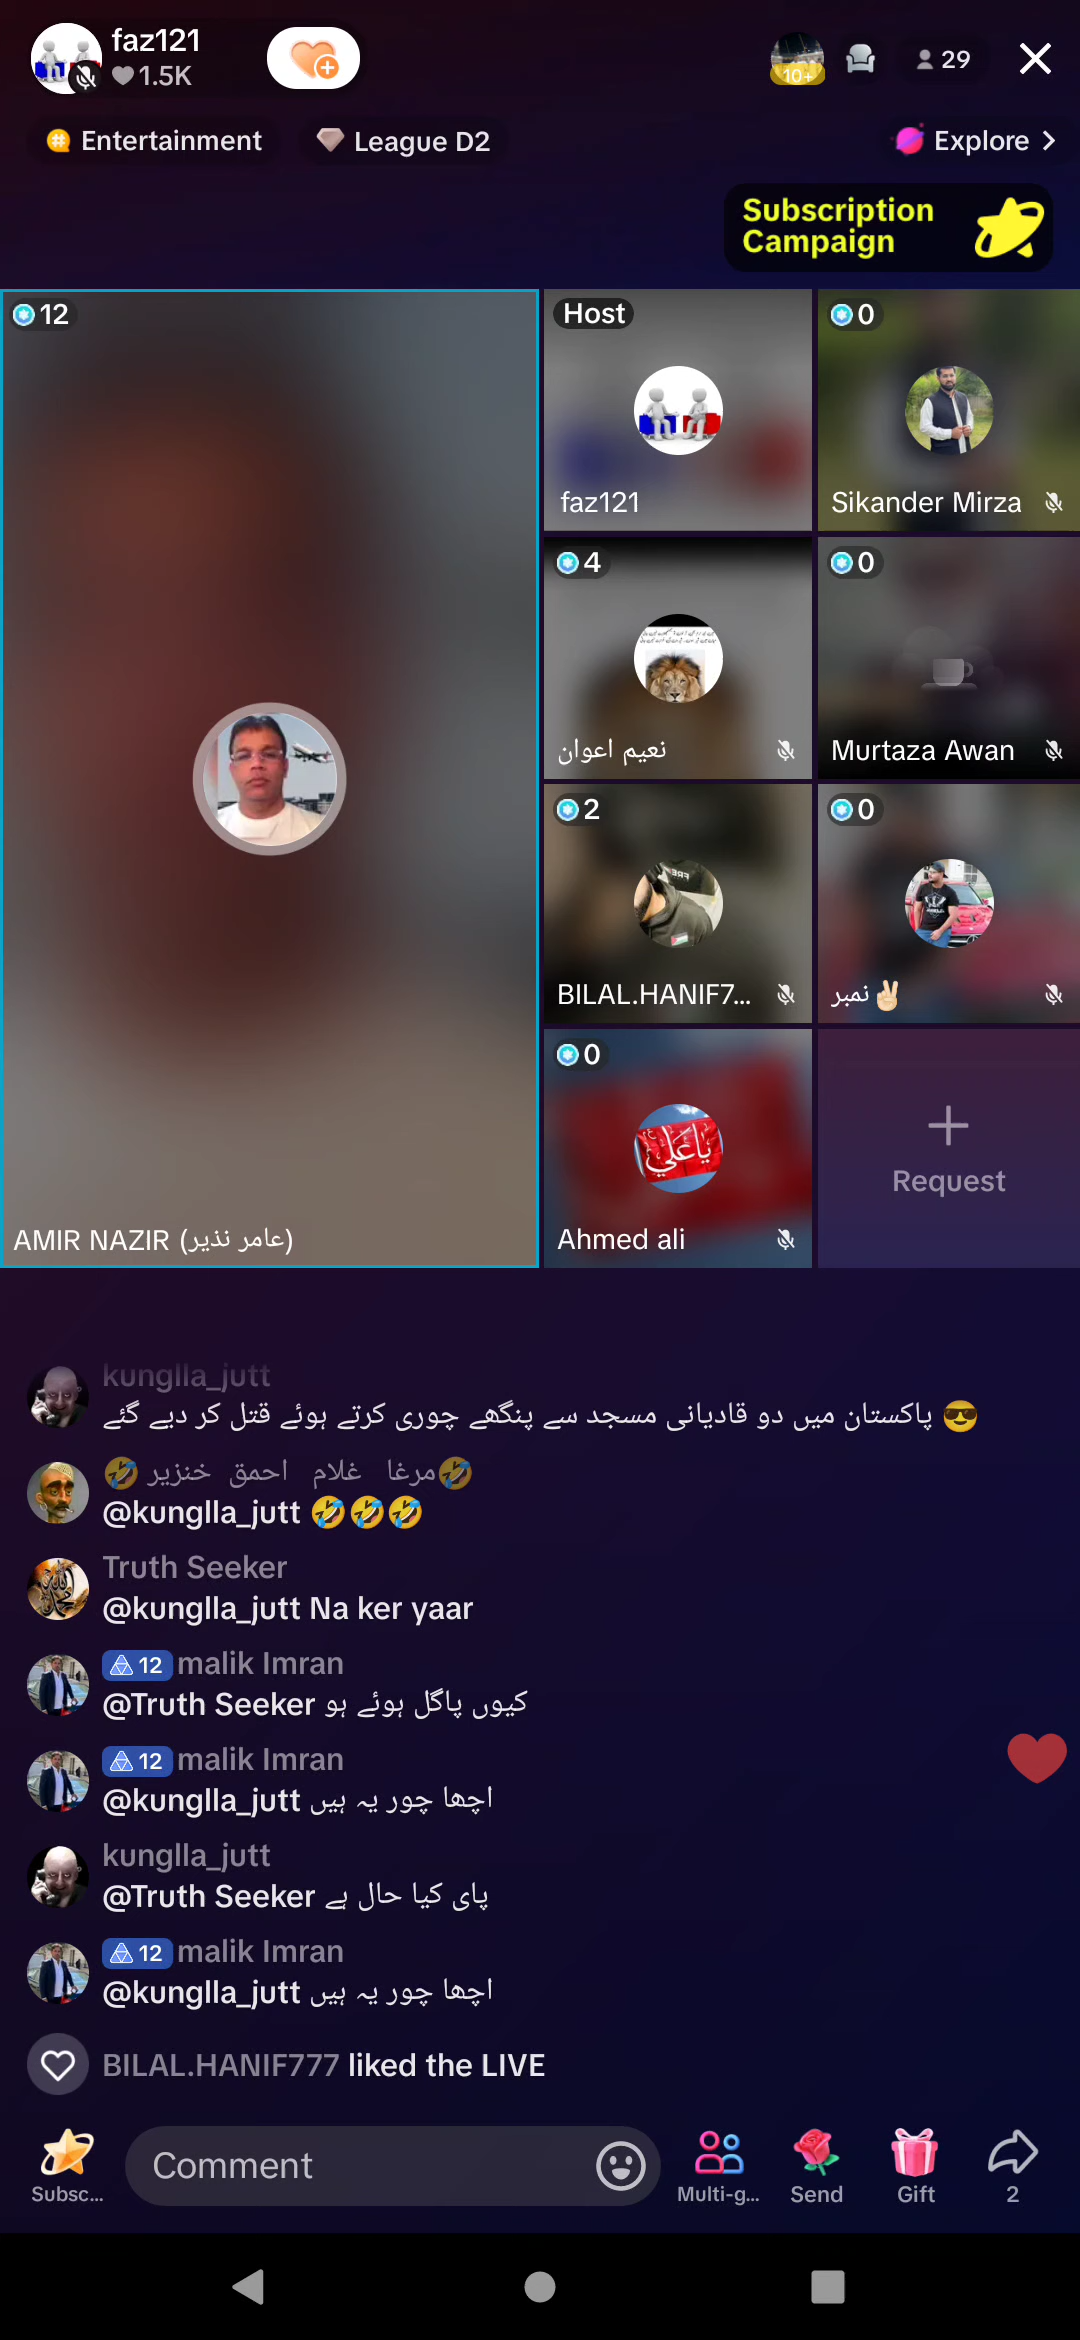 faz121
1.5K
10+
29
Entertainment
League D2
Explore
Subscription
Campaign
12
Host
faz121
0
Sikander Mirza
4
نعیم اعوان
0
Murtaza Awan
2
FREE
BILAL.HANIF7...
0
نمبر✌🏻
0
ياعلي
Ahmed ali
Request
AMIR NAZIR (عامر نذیر)
kunglla_jutt
پاکستان میں دو قادیانی مسجد سے پنگھے چوری کرتے ہوئے قتل کر دیے گئے 😎
🤣مرغا غلام احمق خنزیر 🤣
@kunglla_jutt 🤣🤣🤣
Truth Seeker
@kunglla_jutt Na ker yaar
12 malik Imran
@Truth Seeker کیوں پاگل ہوئے ہو
12 malik Imran
@kunglla_jutt اچھا چور یہ ہیں
kunglla_jutt
@Truth Seeker پای کیا حال ہے
12 malik Imran
@kunglla_jutt اچھا چور یہ ہیں
BILAL.HANIF777 liked the LIVE
Subsc...
Comment
Multi-g...
Send
Gift
2